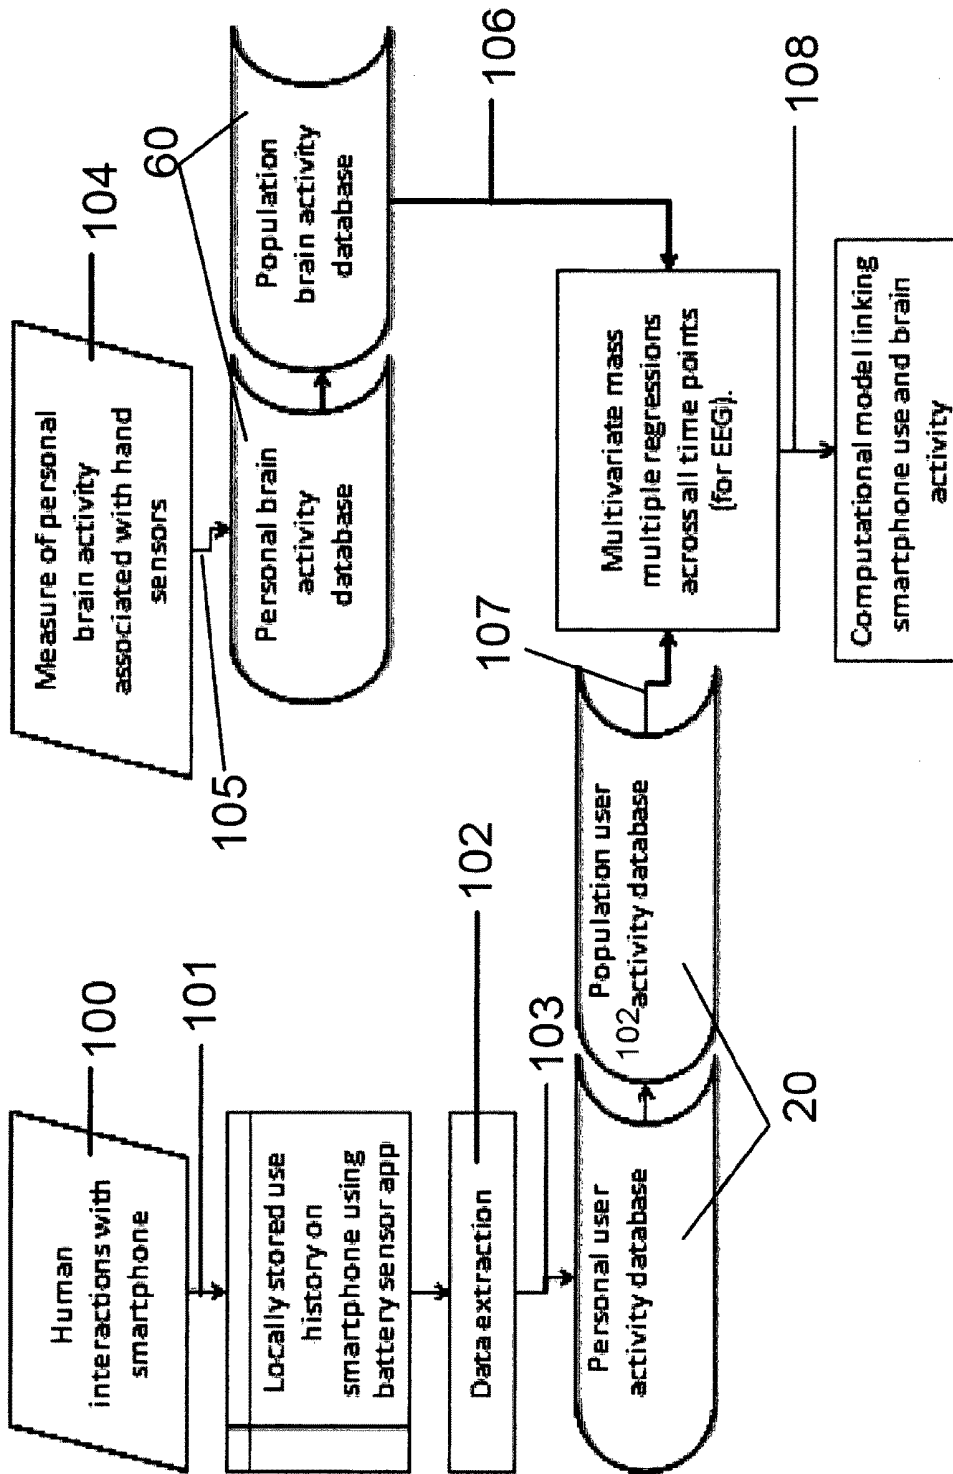 Human
interactions with
smartphone
100
101
Locally stored use
history on
smartphone using
battery sensor app
Data extraction
102
103
Personal user
activity database
102
Population user
activity database
20
107
Measure of personal
brain activity
associated with hand
sensors
104
105
60
Personal brain
activity
database
Population
brain activity
database
106
Multivariate mass
multiple regressions
across all time points
(for EEG).
108
Computational model linking
smartphone use and brain
activity